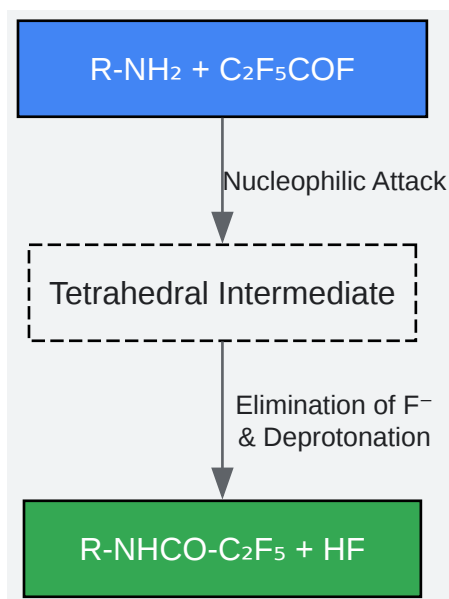 R-NH₂ + C₂F₅COF
Nucleophilic Attack
Tetrahedral Intermediate
Elimination of F⁻
& Deprotonation
R-NHCO-C₂F₅ + HF